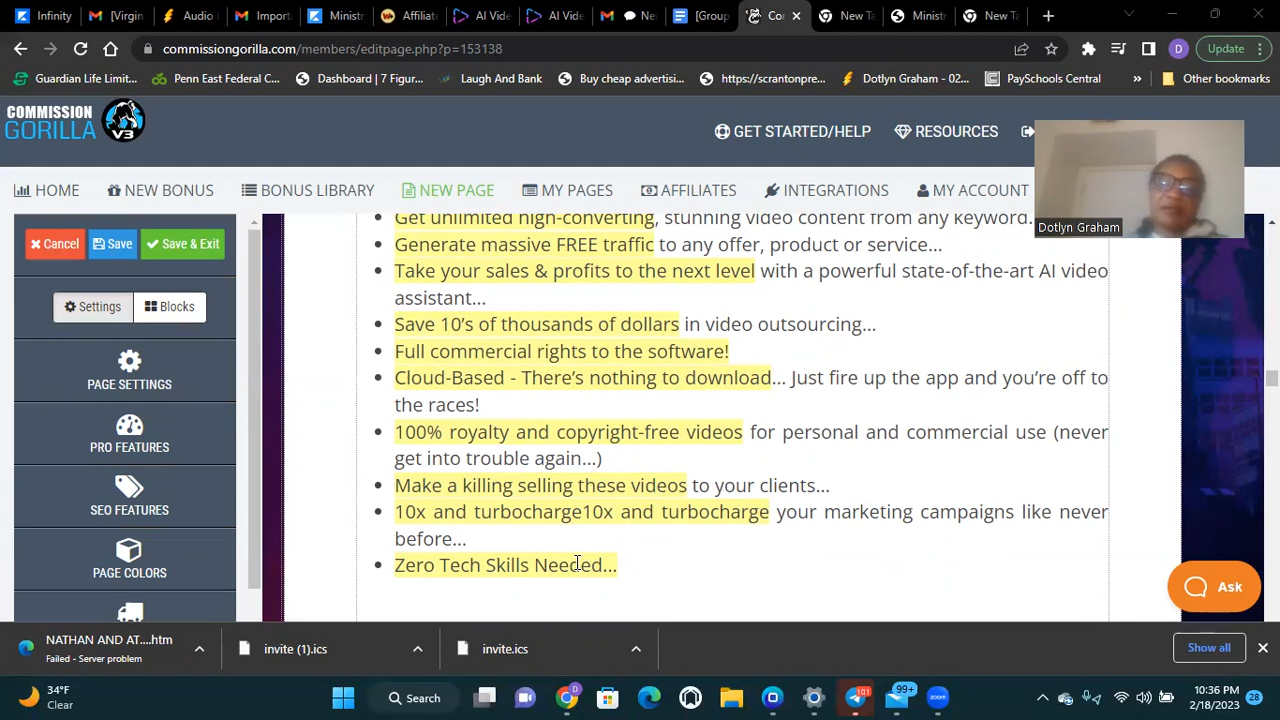 Infinity
[Virgin
Audio
Import
Ministr
Affiliate
AI Vide
AI Vide
Ne
[Group
Co
New Ta
Ministr
New Ta
commissiongorilla.com/members/editpage.php?p=153138
D
Update
Guardian Life Limit...
Penn East Federal C...
Dashboard | 7 Figur...
Laugh And Bank
Buy cheap advertisi...
https://scrantonpre...
Dotlyn Graham - 02...
PaySchools Central
»
Other bookmarks
COMMISSION
GORILLA
V3
GET STARTED/HELP
RESOURCES
HOME
NEW BONUS
BONUS LIBRARY
NEW PAGE
MY PAGES
AFFILIATES
INTEGRATIONS
MY ACCOUNT
Dotlyn Graham
Cancel
Save
Save & Exit
Settings
Blocks
PAGE SETTINGS
PRO FEATURES
SEO FEATURES
PAGE COLORS
Get unlimited high-converting, stunning video content from any keyword.
Generate massive FREE traffic to any offer, product or service...
Take your sales & profits to the next level with a powerful state-of-the-art AI video
assistant...
Save 10’s of thousands of dollars in video outsourcing...
Full commercial rights to the software!
Cloud-Based - There’s nothing to download... Just fire up the app and you’re off to
the races!
100% royalty and copyright-free videos for personal and commercial use (never
get into trouble again...)
Make a killing selling these videos to your clients...
10x and turbocharge10x and turbocharge your marketing campaigns like never
before...
Zero Tech Skills Needed...
Ask
NATHAN AND AT....htm
Failed - Server problem
invite (1).ics
invite.ics
Show all
34°F
Clear
Search
101
99+
10:36 PM
2/18/2023
28